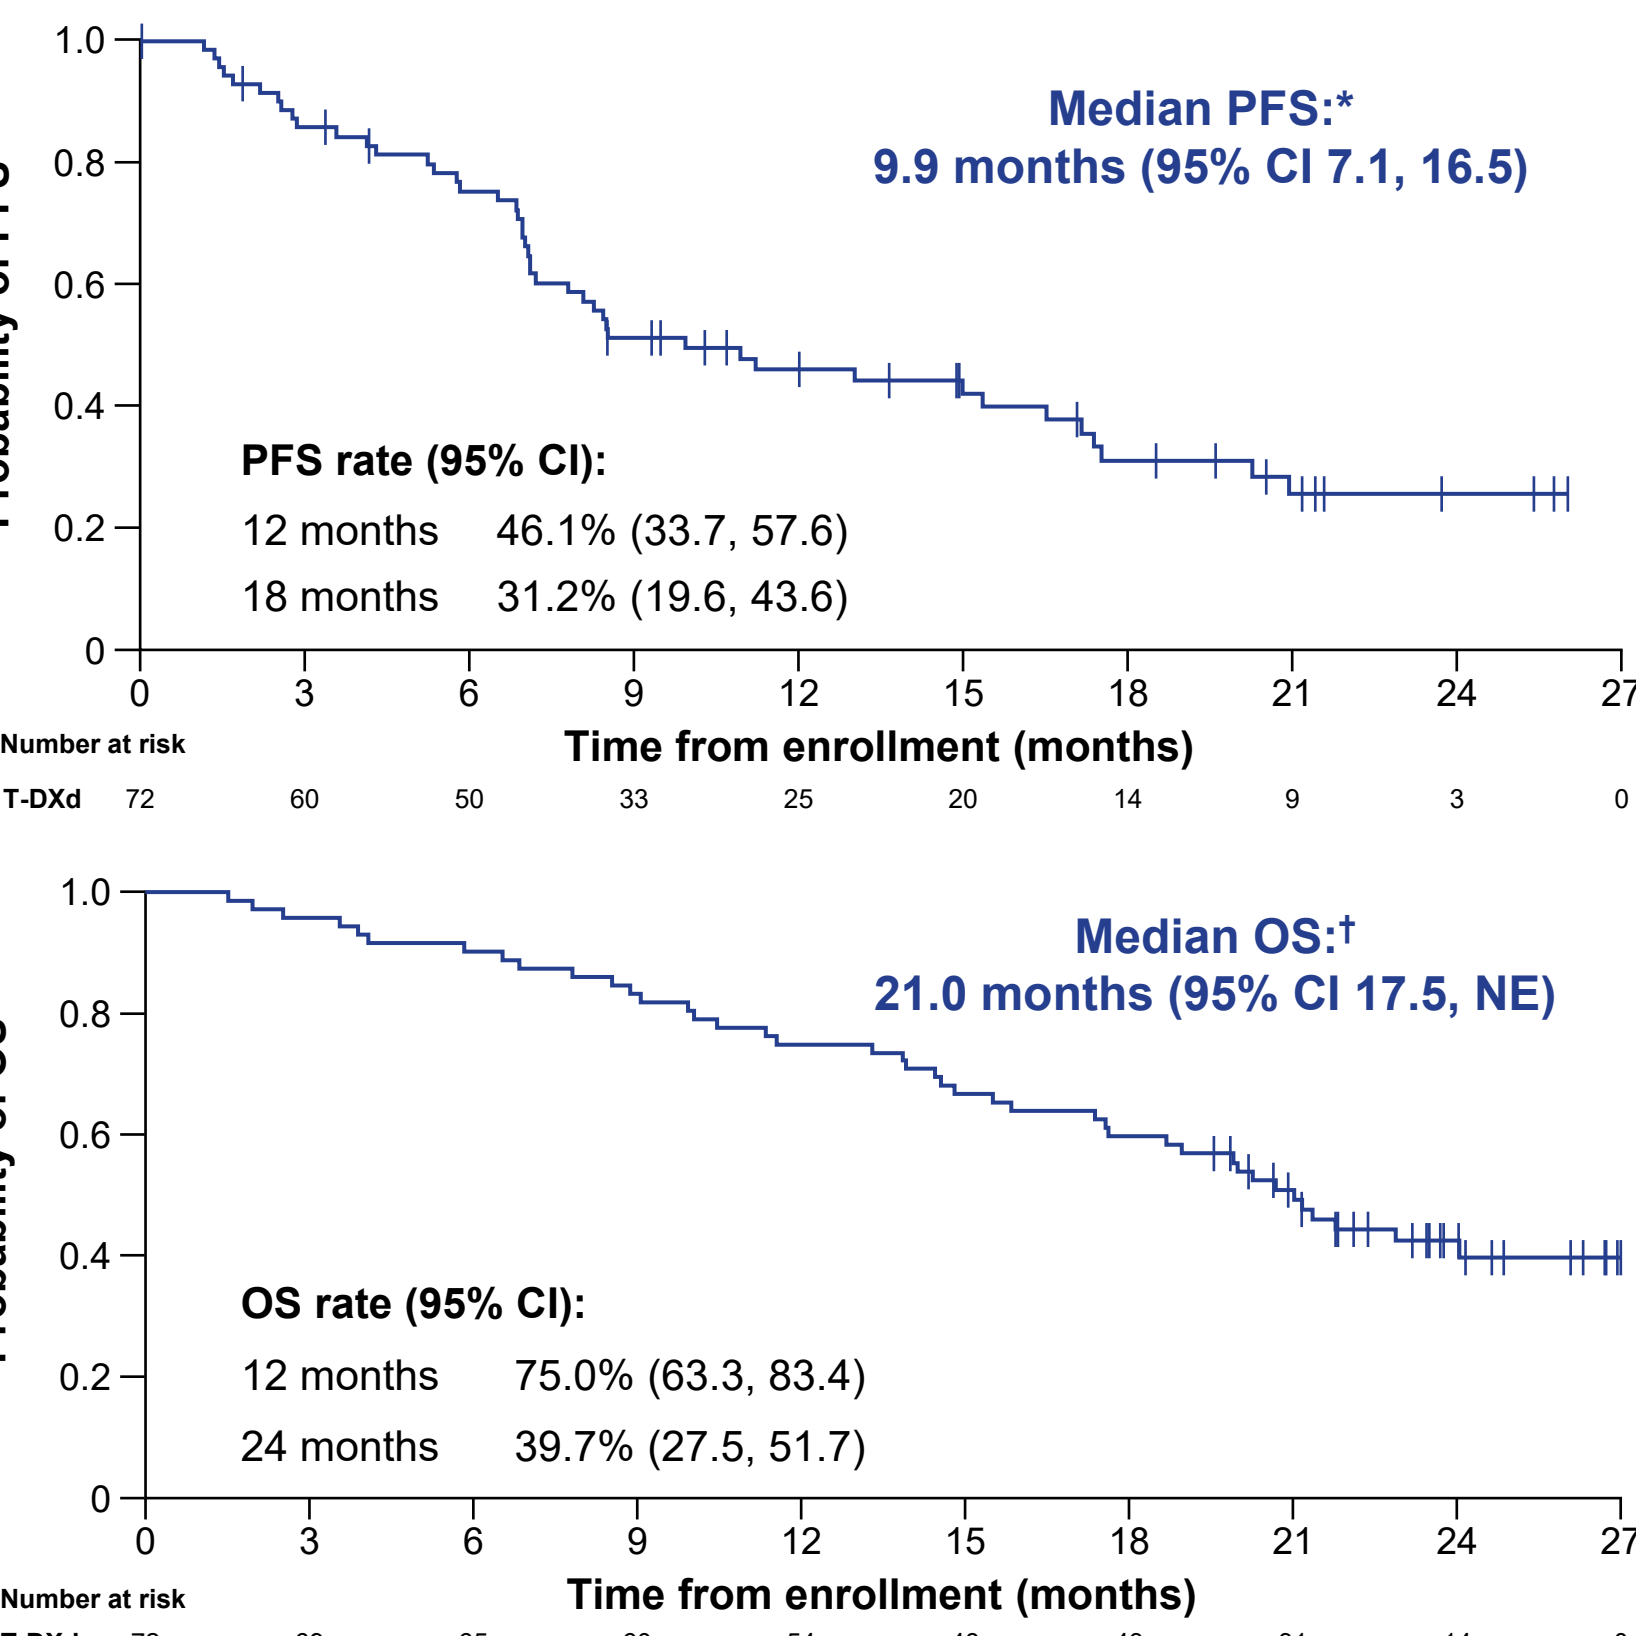 Median PFS:*
9.9 months (95% CI 7.1, 16.5)
1.0
0.8
0.6
0.4
0.2
0
PFS rate (95% CI):
12 months 46.1% (33.7, 57.6)
18 months 31.2% (19.6, 43.6)
0 3 6 9 12 15 18 21 24 27
Time from enrollment (months)
Number at risk
T-DXd 72 60 50 33 25 20 14 9 3 0
Median OS:†
21.0 months (95% CI 17.5, NE)
1.0
0.8
0.6
0.4
0.2
0
OS rate (95% CI):
12 months 75.0% (63.3, 83.4)
24 months 39.7% (27.5, 51.7)
0 3 6 9 12 15 18 21 24 27
Time from enrollment (months)
Number at risk